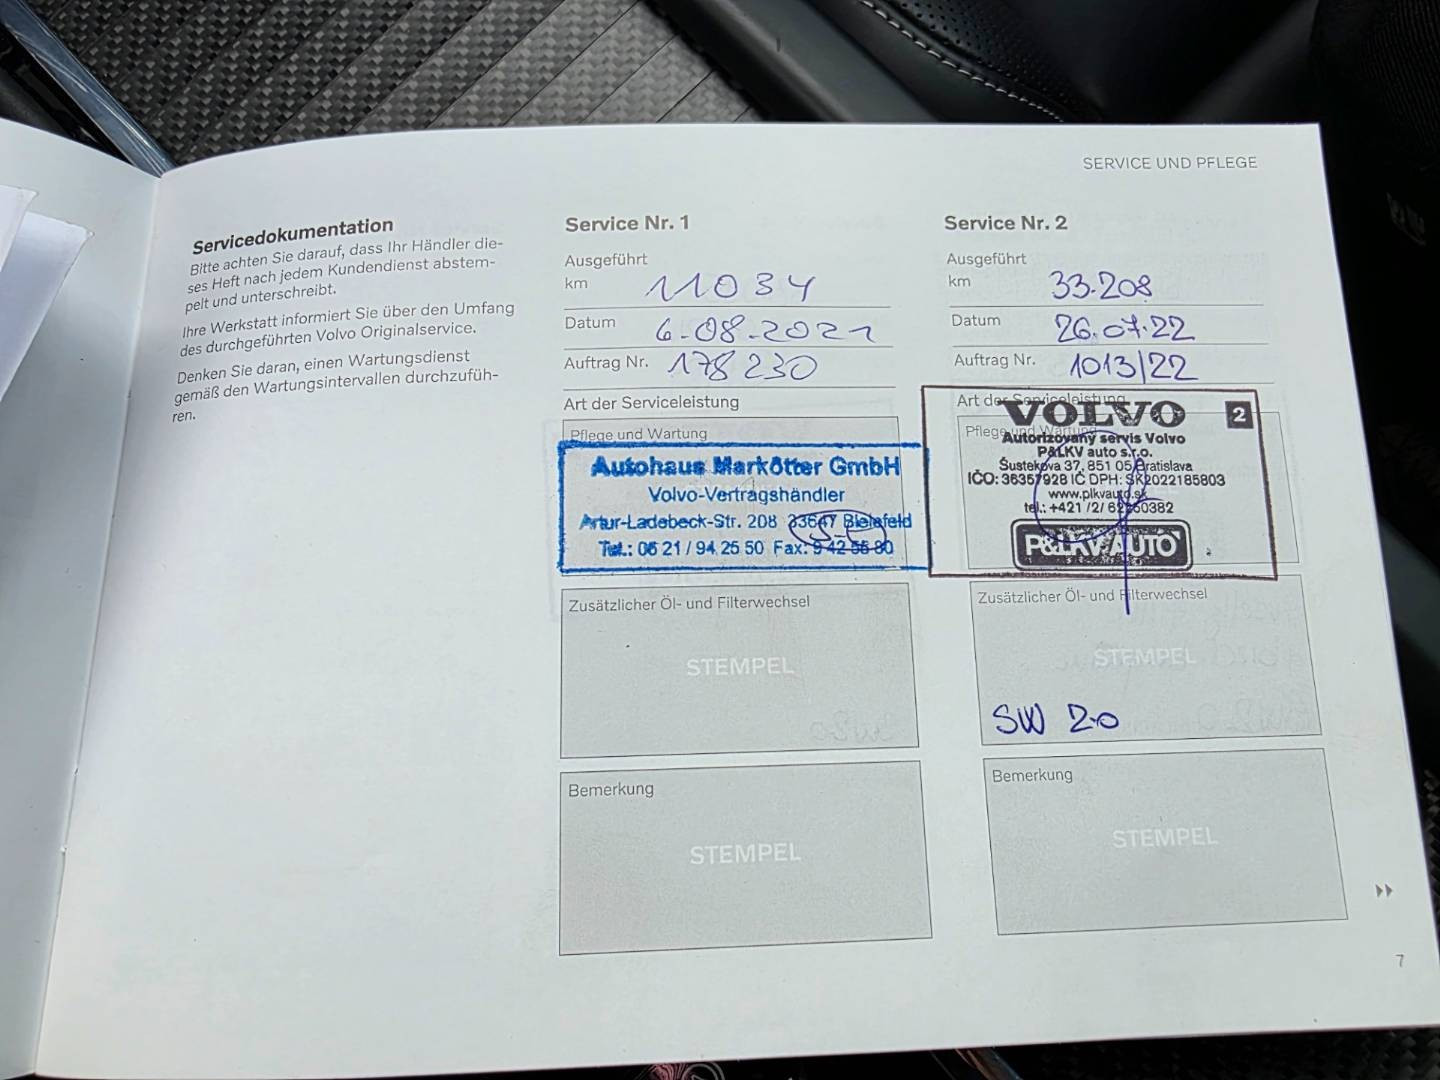 SERVICE UND PFLEGE
Servicedokumentation
Bitte achten Sie darauf, dass Ihr Händler die-
ses Heft nach jedem Kundendienst abstem-
pelt und unterschreibt.
Ihre Werkstatt informiert Sie über den Umfang
des durchgeführten Volvo Originalservice.
Denken Sie daran, einen Wartungsdienst
gemäß den Wartungsintervallen durchzufüh-
ren.
Service Nr. 1
Ausgeführt
km 11034
Datum 6.08.2021
Auftrag Nr. 178230
Art der Serviceleistung
Pflege und Wartung
Autohaus Markötter GmbH
Volvo-Vertragshändler
Artur-Ladebeck-Str. 208 33647 Bielefeld
Tel.: 05 21 / 94 25 50 Fax: 9 42 55 80
Zusätzlicher Öl- und Filterwechsel
STEMPEL
Bemerkung
STEMPEL
Service Nr. 2
Ausgeführt
km 33.208
Datum 26.07.22
Auftrag Nr. 1013/22
Art der Serviceleistung
Pflege und Wartung
VOLVO 2
Autorizovaný servis Volvo
P&LKV auto s.r.o.
Šustekova 37, 851 05 Bratislava
IČO: 36357928 IČ DPH: SK2022185803
www.plkvauto.sk
tel.: +421 /2/ 62250382
P&LKV AUTO
Zusätzlicher Öl- und Filterwechsel
STEMPEL
SW 20
Bemerkung
STEMPEL
7